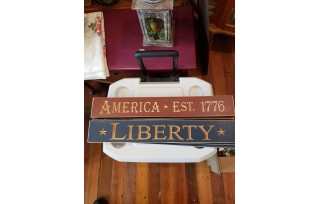 AMERICA ★ EST. 1776
★ LIBERTY ★